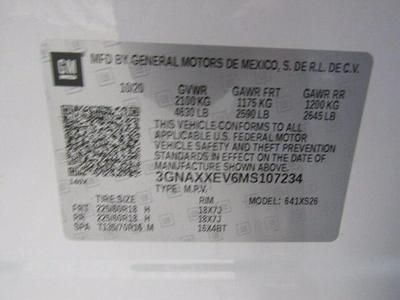 GM
MFD BY GENERAL MOTORS DE MEXICO, S. DE R.L. DE C.V.
10/20 GVWR GAWR FRT GAWR RR
2100 KG 1175 KG 1200 KG
4630 LB 2590 LB 2645 LB
THIS VEHICLE CONFORMS TO ALL APPLICABLE
U.S. FEDERAL MOTOR VEHICLE SAFETY
AND THEFT PREVENTION STANDARDS IN EFFECT
ON THE DATE OF MANUFACTURE SHOWN ABOVE.
3GNAXXEV6MS107234
TYPE: M.P.V. MODEL: 641XS26
TIRE SIZE RIM
FRT 225/60R18 H 18X7J
RR 225/60R18 H 18X7J
SPA T135/70R16 M 16X4BT